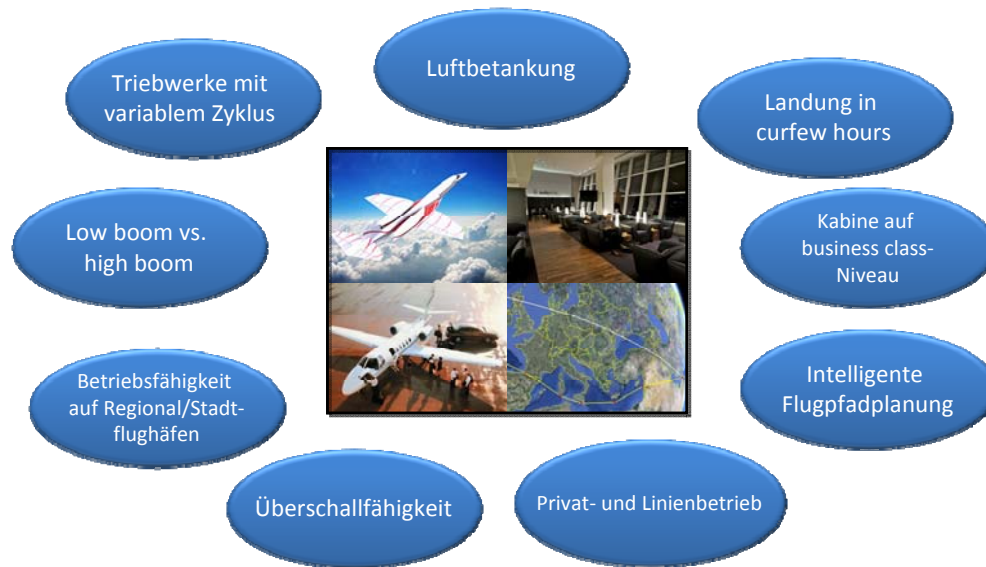 Luftbetankung
Triebwerke mit
variablem Zyklus
Landung in
curfew hours
Low boom vs.
high boom
Kabine auf
business class-
Niveau
Betriebsfähigkeit
auf Regional/Stadt-
flughäfen
Intelligente
Flugpfadplanung
Überschallfähigkeit
Privat- und Linienbetrieb